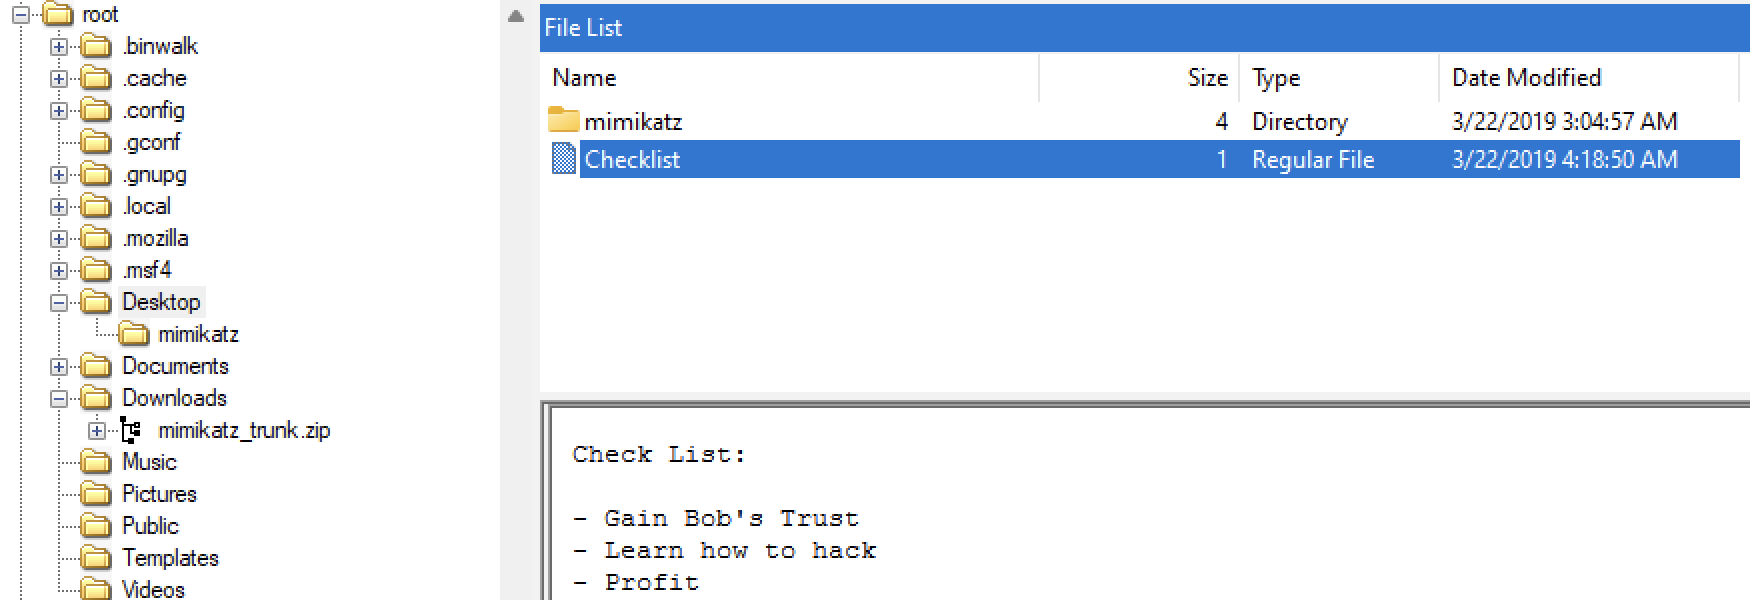 root
.binwalk
.cache
.config
.gconf
.gnupg
.local
.mozilla
.msf4
Desktop
mimikatz
Documents
Downloads
mimikatz_trunk.zip
Music
Pictures
Public
Templates
Videos
File List
Name Size Type Date Modified
mimikatz 4 Directory 3/22/2019 3:04:57 AM
Checklist 1 Regular File 3/22/2019 4:18:50 AM
Check List:
- Gain Bob's Trust
- Learn how to hack
- Profit